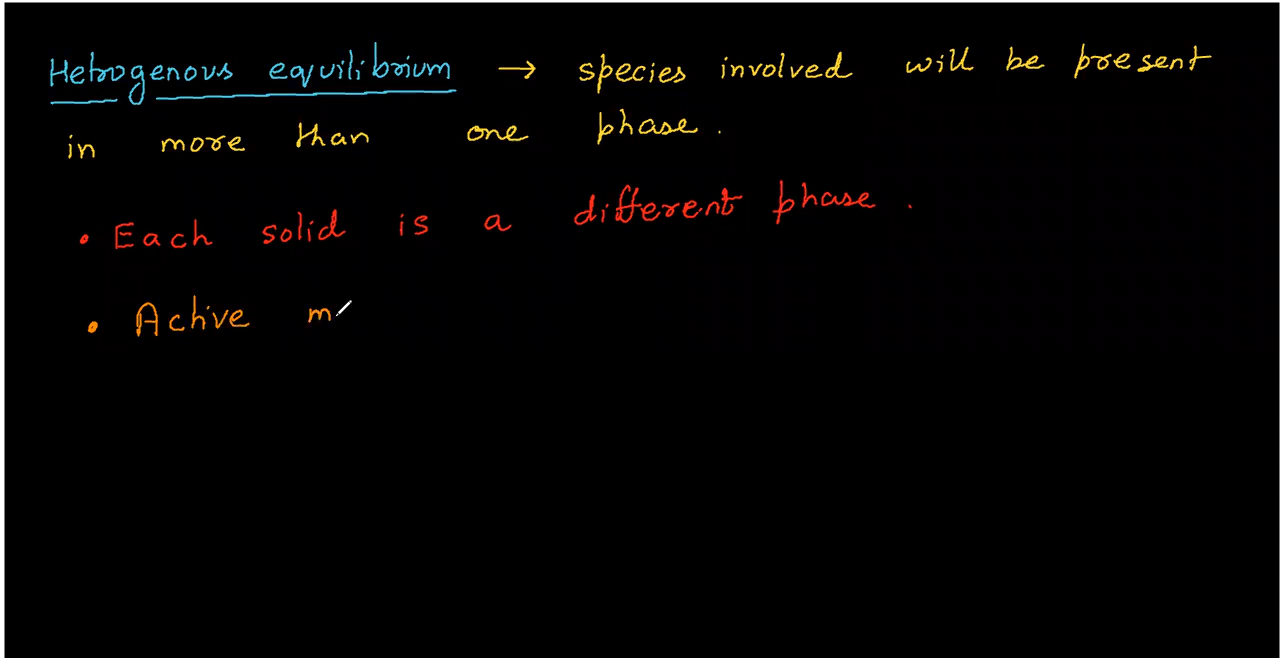 Hetrogenous equilibrium → species involved will be present
in more than one phase.
• Each solid is a different phase.
• Active m